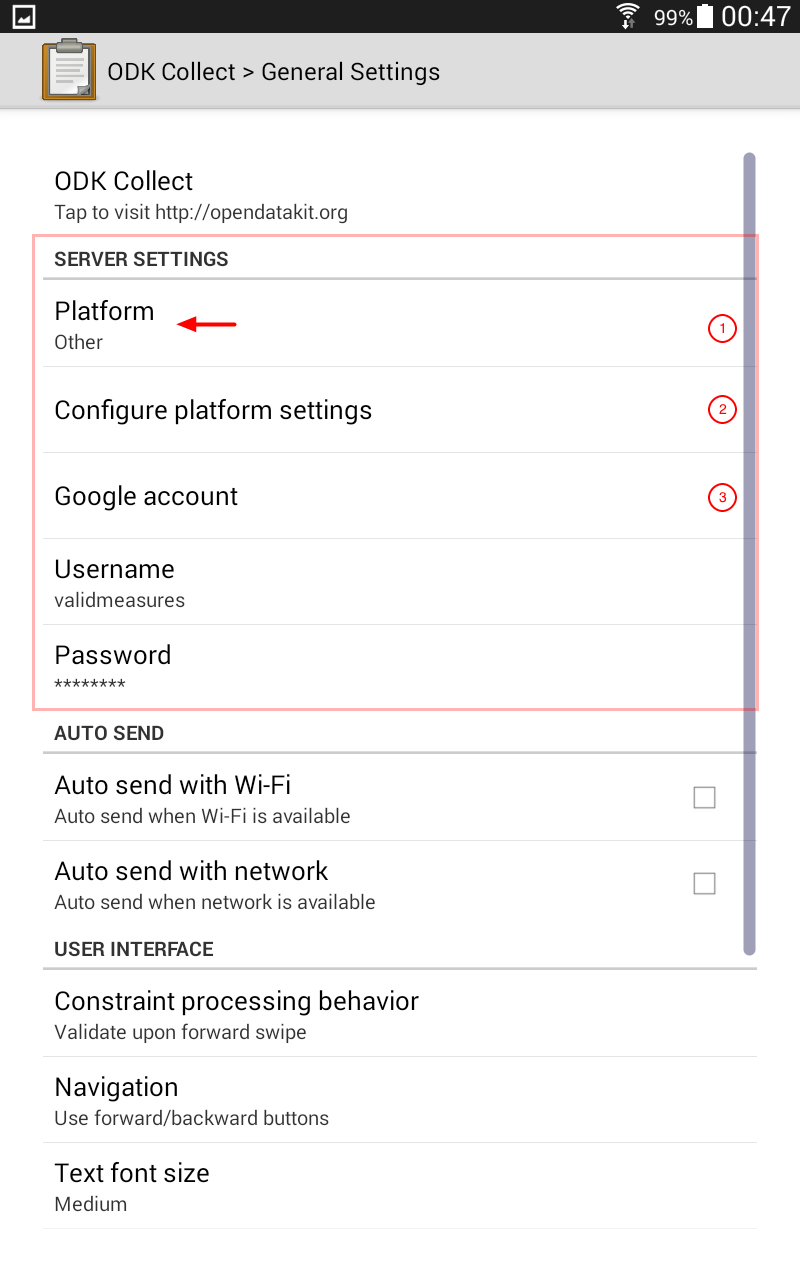 99% 00:47
ODK Collect > General Settings
ODK Collect
Tap to visit http://opendatakit.org
SERVER SETTINGS
Platform
Other
1
Configure platform settings
2
Google account
3
Username
validmeasures
Password
********
AUTO SEND
Auto send with Wi-Fi
Auto send when Wi-Fi is available
Auto send with network
Auto send when network is available
USER INTERFACE
Constraint processing behavior
Validate upon forward swipe
Navigation
Use forward/backward buttons
Text font size
Medium